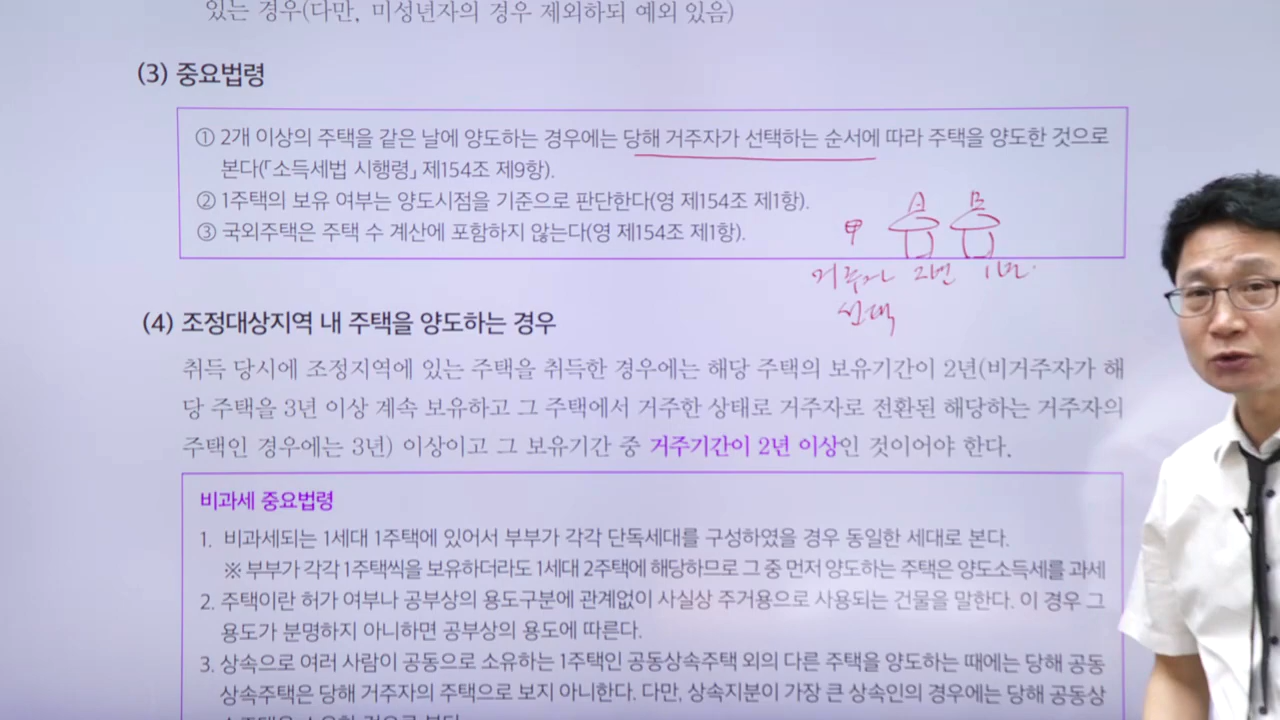 있는 경우(다만, 미성년자의 경우 제외하되 예외 있음)
(3) 중요법령
① 2개 이상의 주택을 같은 날에 양도하는 경우에는 당해 거주자가 선택하는 순서에 따라 주택을 양도한 것으로
본다(「소득세법 시행령」 제154조 제9항).
② 1주택의 보유 여부는 양도시점을 기준으로 판단한다(영 제154조 제1항).
③ 국외주택은 주택 수 계산에 포함하지 않는다(영 제154조 제1항).
甲 A B
거주자 2년 1년
선택
(4) 조정대상지역 내 주택을 양도하는 경우
취득 당시에 조정지역에 있는 주택을 취득한 경우에는 해당 주택의 보유기간이 2년(비거주자가 해
당 주택을 3년 이상 계속 보유하고 그 주택에서 거주한 상태로 거주자로 전환된 해당하는 거주자의
주택인 경우에는 3년) 이상이고 그 보유기간 중 거주기간이 2년 이상인 것이어야 한다.
비과세 중요법령
1. 비과세되는 1세대 1주택에 있어서 부부가 각각 단독세대를 구성하였을 경우 동일한 세대로 본다.
※ 부부가 각각 1주택씩을 보유하더라도 1세대 2주택에 해당하므로 그 중 먼저 양도하는 주택은 양도소득세를 과세
2. 주택이란 허가 여부나 공부상의 용도구분에 관계없이 사실상 주거용으로 사용되는 건물을 말한다. 이 경우 그
용도가 분명하지 아니하면 공부상의 용도에 따른다.
3. 상속으로 여러 사람이 공동으로 소유하는 1주택인 공동상속주택 외의 다른 주택을 양도하는 때에는 당해 공동
상속주택은 당해 거주자의 주택으로 보지 아니한다. 다만, 상속지분이 가장 큰 상속인의 경우에는 당해 공동상